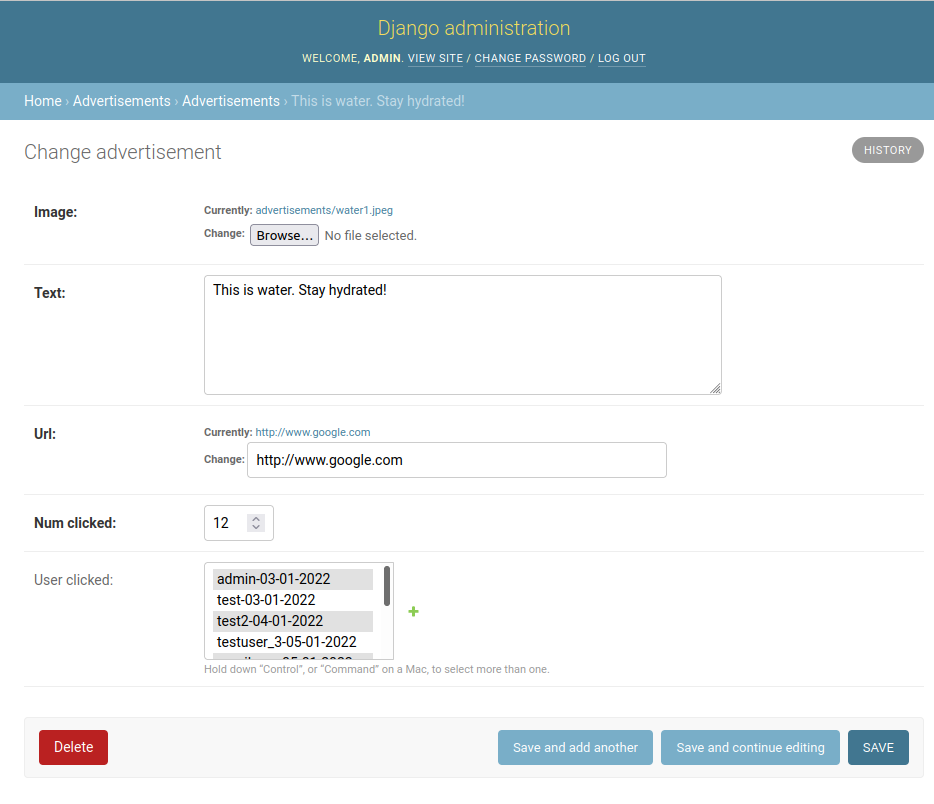 Django administration
WELCOME, ADMIN. VIEW SITE / CHANGE PASSWORD / LOG OUT
Home › Advertisements › Advertisements › This is water. Stay hydrated!
Change advertisement
HISTORY
Image:
Currently: advertisements/water1.jpeg
Change: Browse... No file selected.
Text:
This is water. Stay hydrated!
Url:
Currently: http://www.google.com
Change: http://www.google.com
Num clicked:
12
User clicked:
admin-03-01-2022
test-03-01-2022
test2-04-01-2022
testuser_3-05-01-2022
Hold down “Control”, or “Command” on a Mac, to select more than one.
Delete
Save and add another
Save and continue editing
SAVE